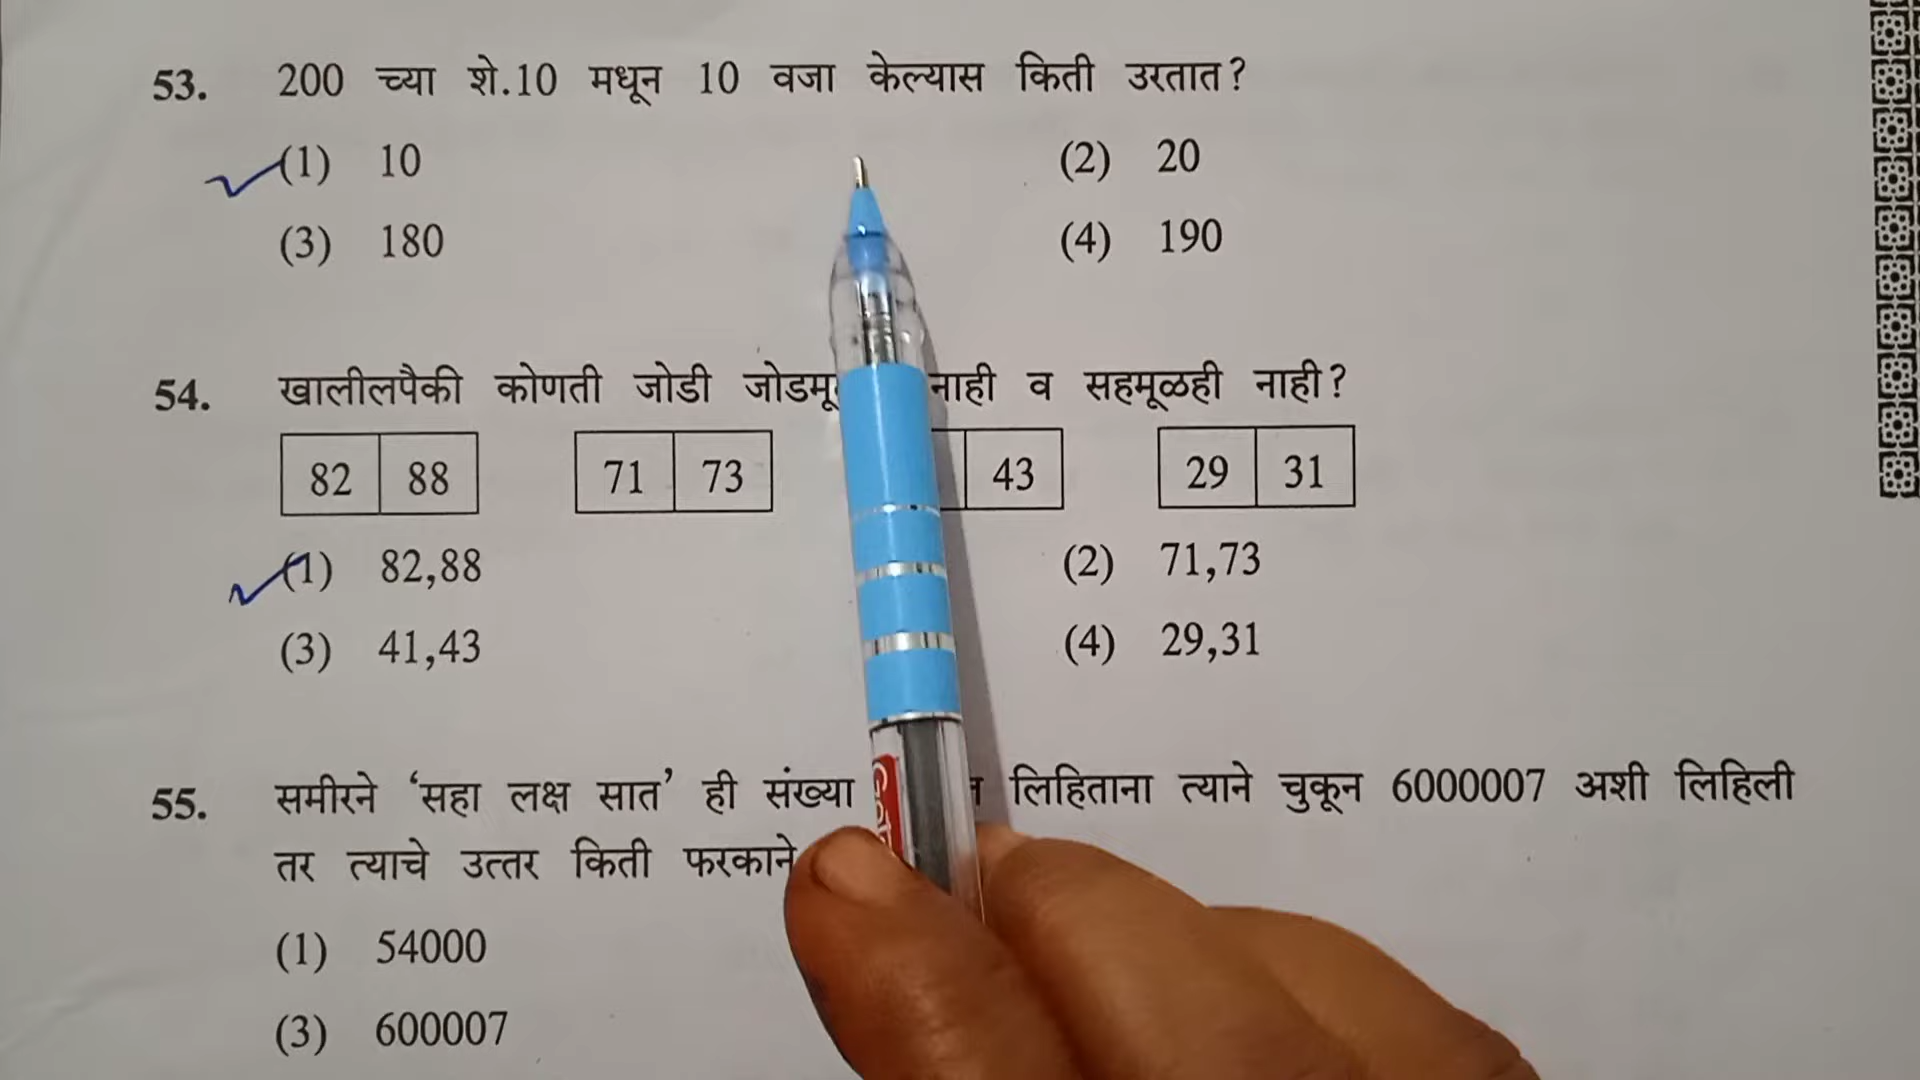 53. 200 च्या शे.10 मधून 10 वजा केल्यास किती उरतात?
(1) 10 (2) 20
(3) 180 (4) 190
54. खालीलपैकी कोणती जोडी नाही व सहमूळही नाही?
82 88 71 73 43 29 31
(1) 82,88 (2) 71,73
(3) 41,43 (4) 29,31
55. समीरने ‘सहा लक्ष सात’ ही संख्या लिहिताना त्याने चुकून 6000007 अशी लिहिली
तर त्याचे उत्तर किती फरकाने
(1) 54000
(3) 600007